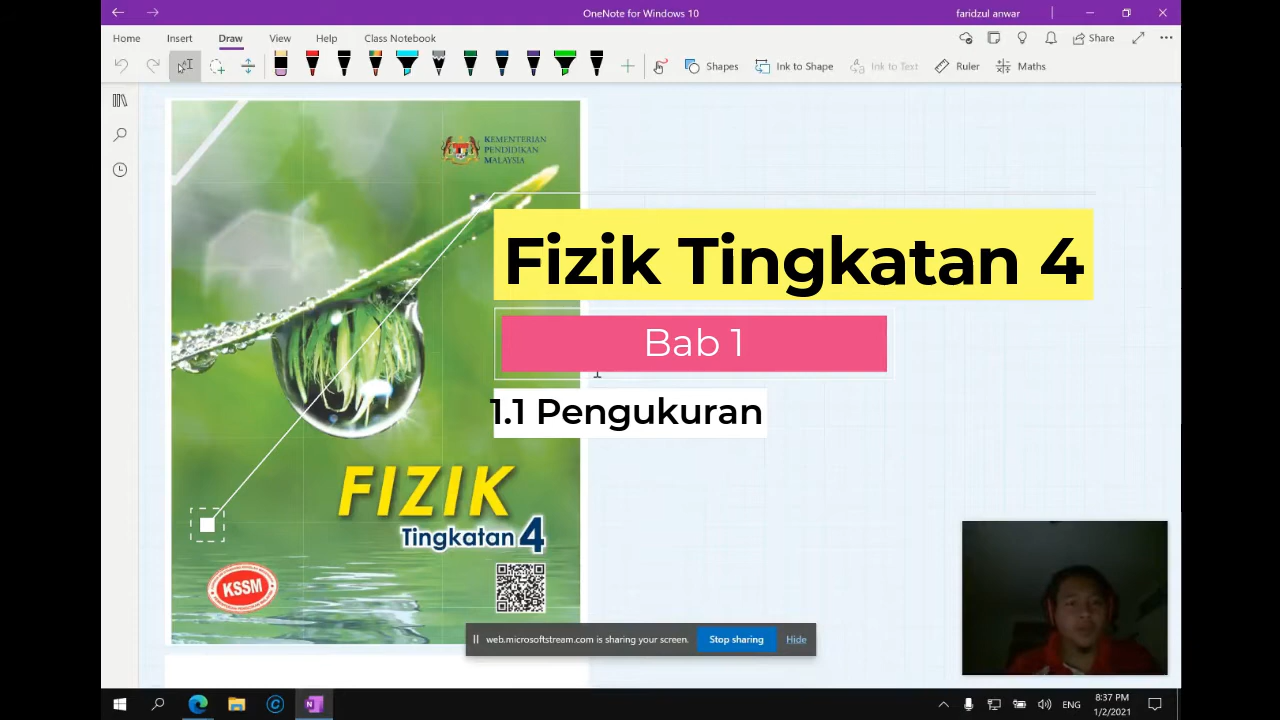 OneNote for Windows 10
faridzul anwar
Home Insert Draw View Help Class Notebook
Share
Shapes Ink to Shape Ink to Text Ruler Maths
KEMENTERIAN
PENDIDIKAN
MALAYSIA
Fizik Tingkatan 4
Bab 1
1.1 Pengukuran
FIZIK
Tingkatan 4
KSSM
web.microsoftstream.com is sharing your screen.
Stop sharing
Hide
ENG
8:37 PM
1/2/2021